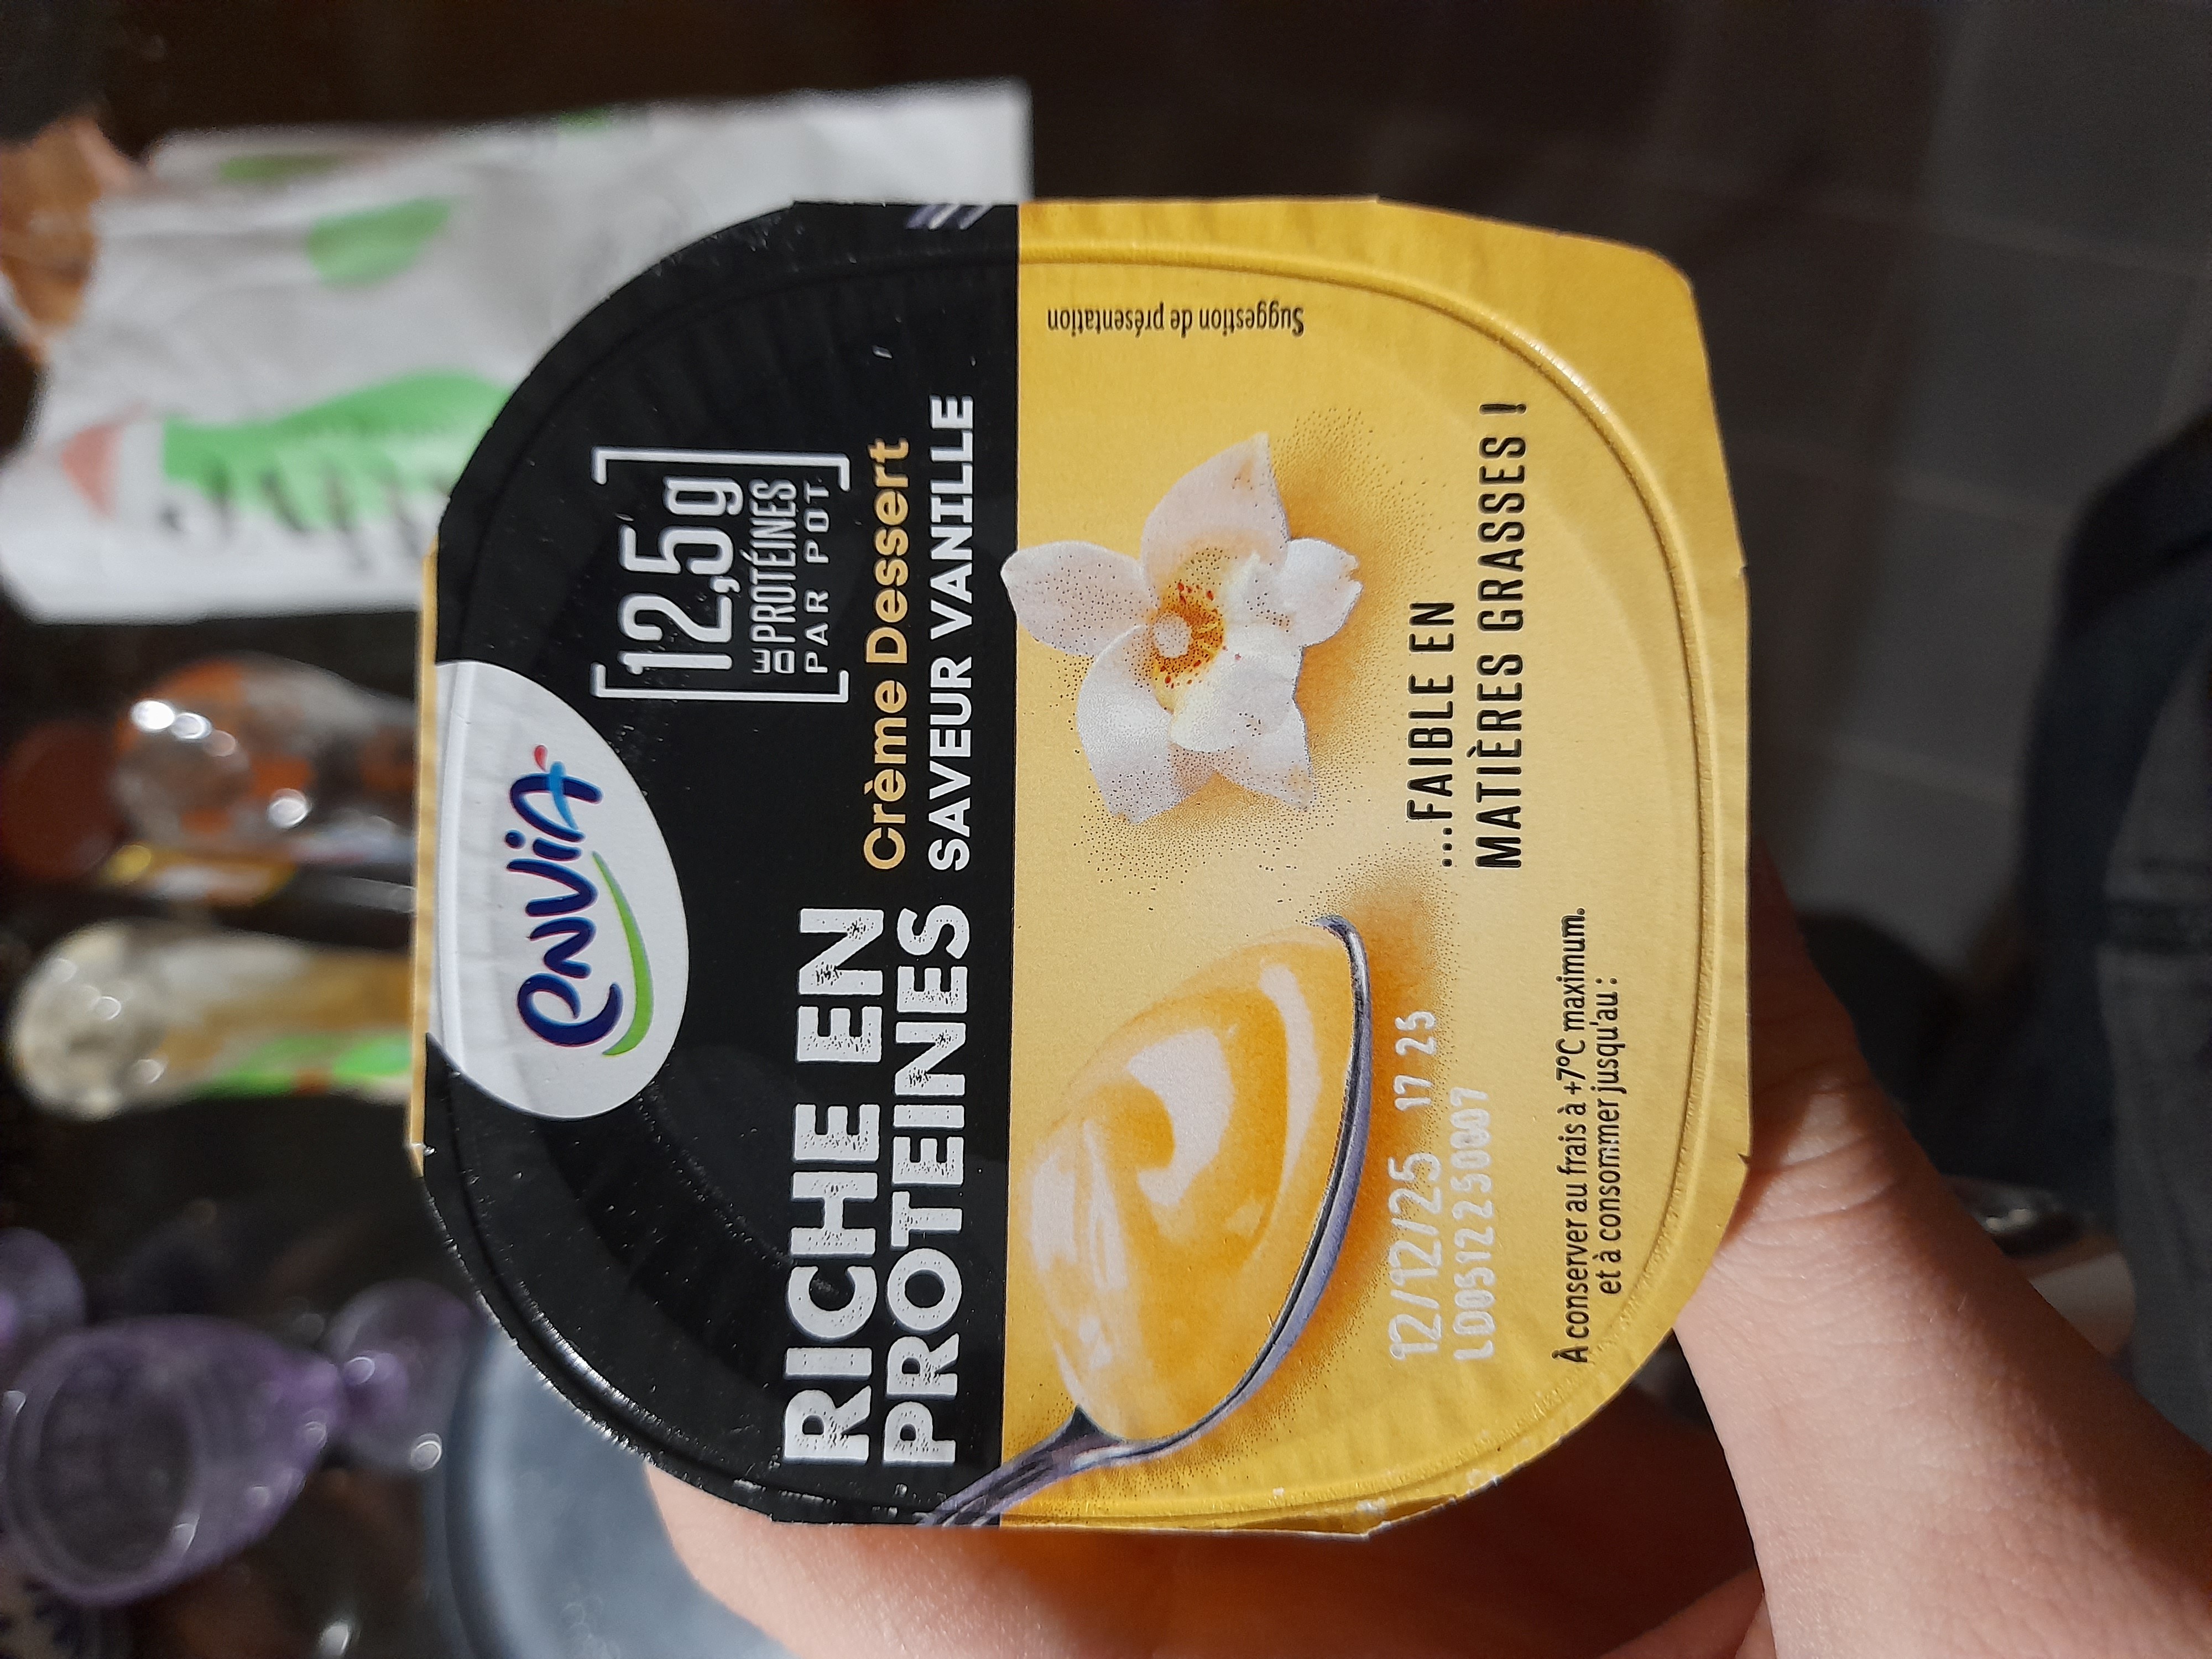 envia
[12,5g
DE PROTÉINES
PAR POT]
RICHE EN
PROTEINES
Crème Dessert
SAVEUR VANILLE
Suggestion de présentation
...FAIBLE EN
MATIÈRES GRASSES !
12/12/25 17 25
À conserver au frais à +7°C maximum.
et à consommer jusqu'au :